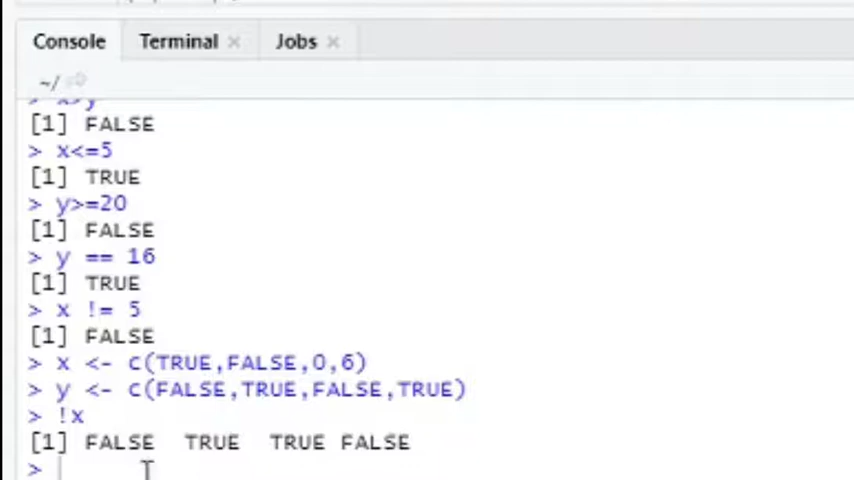 Console Terminal × Jobs ×
~/
> x>y
[1] FALSE
> x<=5
[1] TRUE
> y>=20
[1] FALSE
> y == 16
[1] TRUE
> x != 5
[1] FALSE
> x <- c(TRUE,FALSE,0,6)
> y <- c(FALSE,TRUE,FALSE,TRUE)
> !x
[1] FALSE  TRUE  TRUE FALSE
>